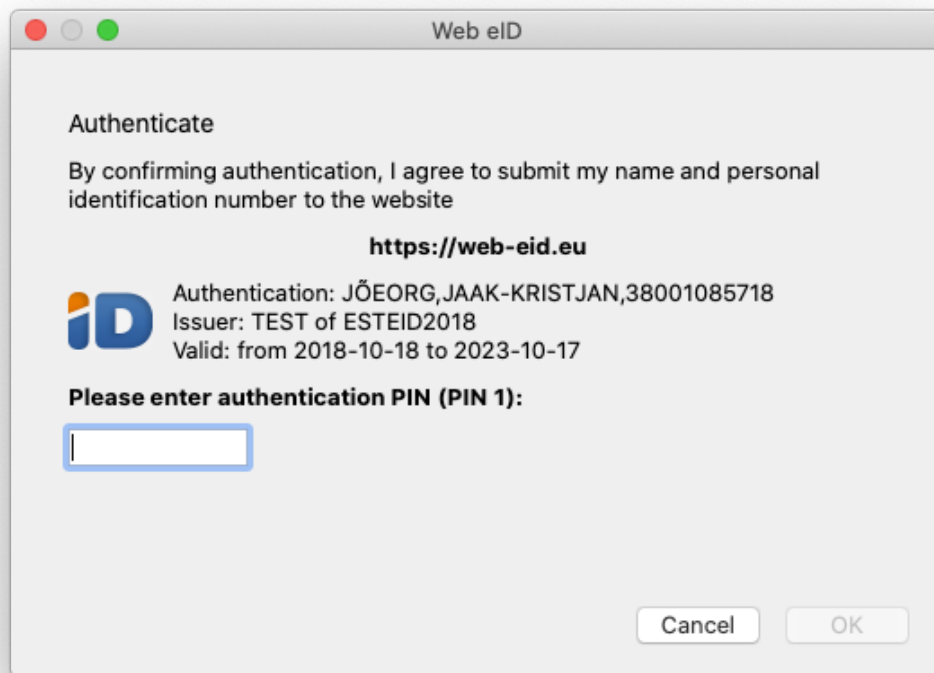 Web eID
Authenticate
By confirming authentication, I agree to submit my name and personal
identification number to the website
https://web-eid.eu
iD
Authentication: JÕEORG,JAAK-KRISTJAN,38001085718
Issuer: TEST of ESTEID2018
Valid: from 2018-10-18 to 2023-10-17
Please enter authentication PIN (PIN 1):
Cancel
OK